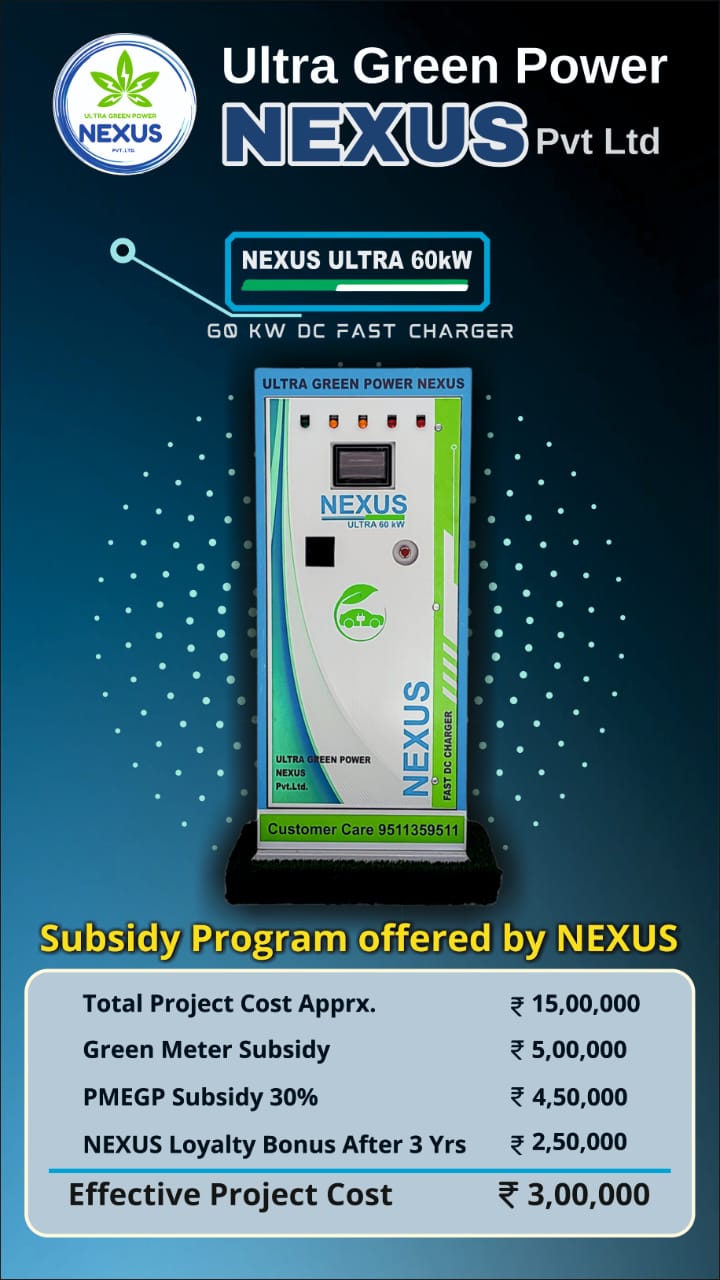 ULTRA GREEN POWER
NEXUS
PVT.LTD.
Ultra Green Power
NEXUS Pvt Ltd
NEXUS ULTRA 60kW
60 KW DC FAST CHARGER
ULTRA GREEN POWER NEXUS
NEXUS
ULTRA 60 kW
NEXUS
FAST DC CHARGER
ULTRA GREEN POWER
NEXUS
Pvt.Ltd.
Customer Care 9511359511
Subsidy Program offered by NEXUS
Total Project Cost Apprx. ₹ 15,00,000
Green Meter Subsidy ₹ 5,00,000
PMEGP Subsidy 30% ₹ 4,50,000
NEXUS Loyalty Bonus After 3 Yrs ₹ 2,50,000
Effective Project Cost ₹ 3,00,000